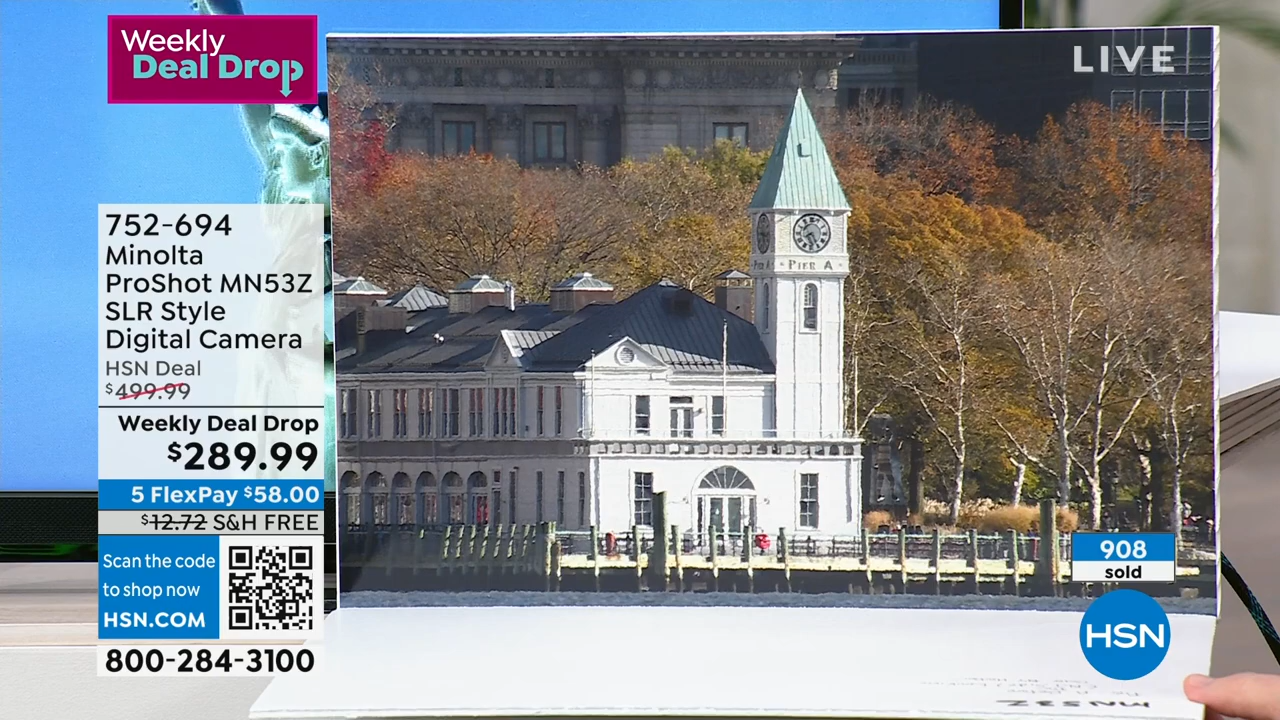 Weekly
Deal Drop
LIVE
752-694
Minolta
ProShot MN53Z
SLR Style
Digital Camera
HSN Deal
$499.99
Weekly Deal Drop
$289.99
5 FlexPay $58.00
$12.72 S&H FREE
Scan the code
to shop now
HSN.COM
800-284-3100
PIER A
PIER A
908
sold
HSN
MN53Z